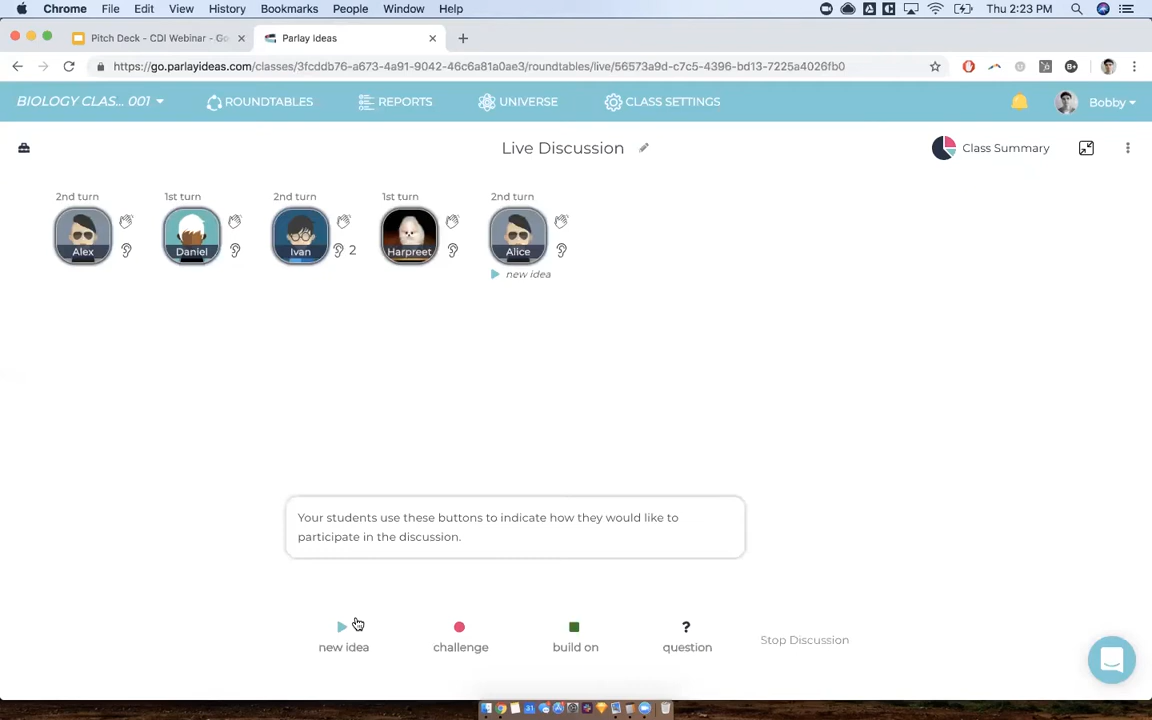 Chrome File Edit View History Bookmarks People Window Help Thu 2:23 PM
Pitch Deck - CDI Webinar - Go Parlay Ideas
https://go.parlayideas.com/classes/3fcddb76-a673-4a91-9042-46c6a81a0ae3/roundtables/live/56573a9d-c7c5-4396-bd13-7225a4026fb0
BIOLOGY CLAS... 001 ROUNDTABLES REPORTS UNIVERSE CLASS SETTINGS Bobby
Live Discussion Class Summary
2nd turn 1st turn 2nd turn 1st turn 2nd turn
Alex Daniel Ivan 2 Harpreet Alice
new idea
Your students use these buttons to indicate how they would like to
participate in the discussion.
?
new idea challenge build on question Stop Discussion